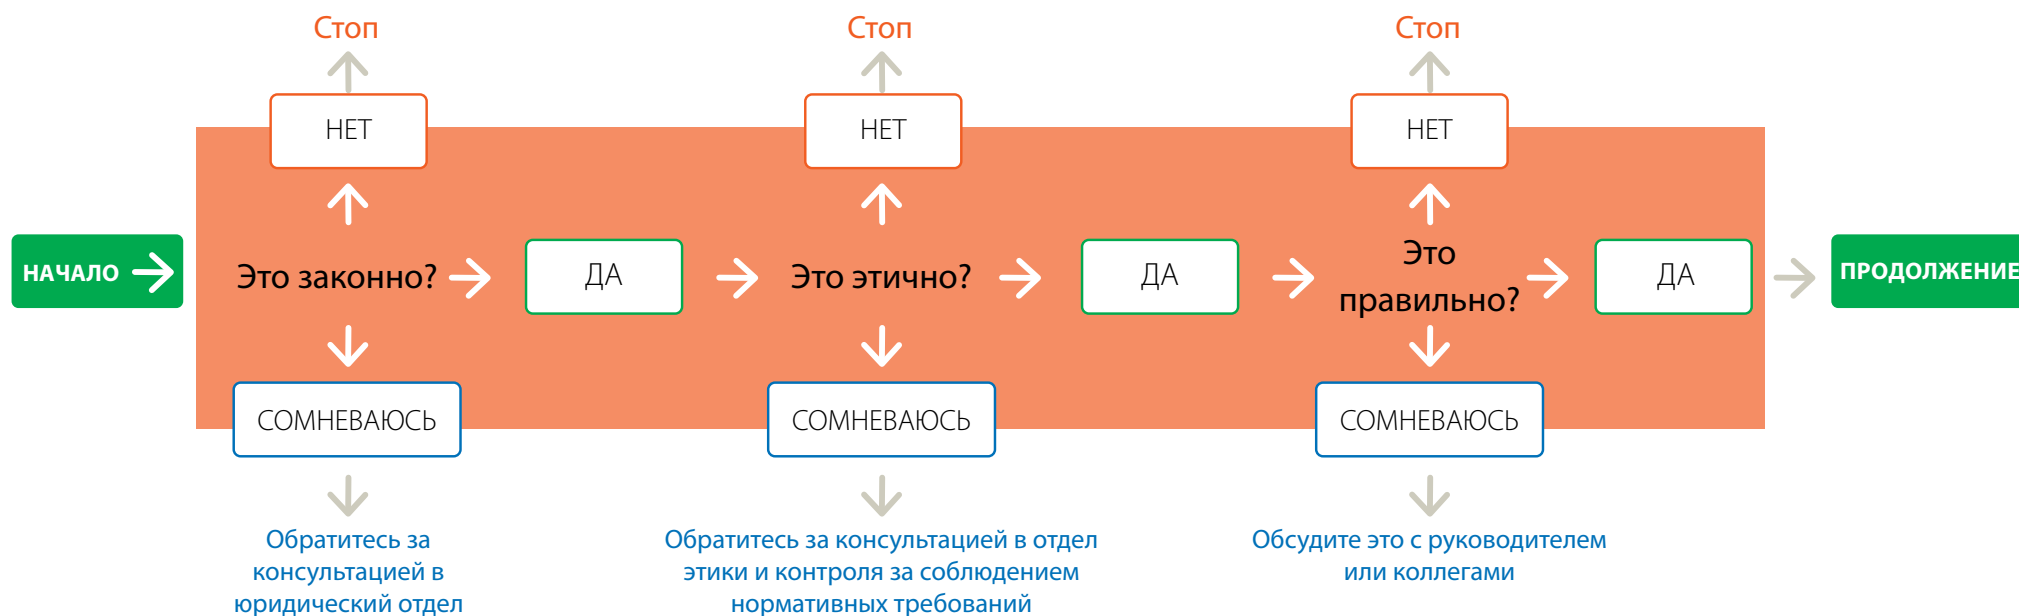 Стоп
Стоп
Стоп
НЕТ
НЕТ
НЕТ
НАЧАЛО
Это законно?
ДА
Это этично?
ДА
Это
правильно?
ДА
ПРОДОЛЖЕНИЕ
СОМНЕВАЮСЬ
СОМНЕВАЮСЬ
СОМНЕВАЮСЬ
Обратитесь за
консультацией в
юридический отдел
Обратитесь за консультацией в отдел
этики и контроля за соблюдением
нормативных требований
Обсудите это с руководителем
или коллегами